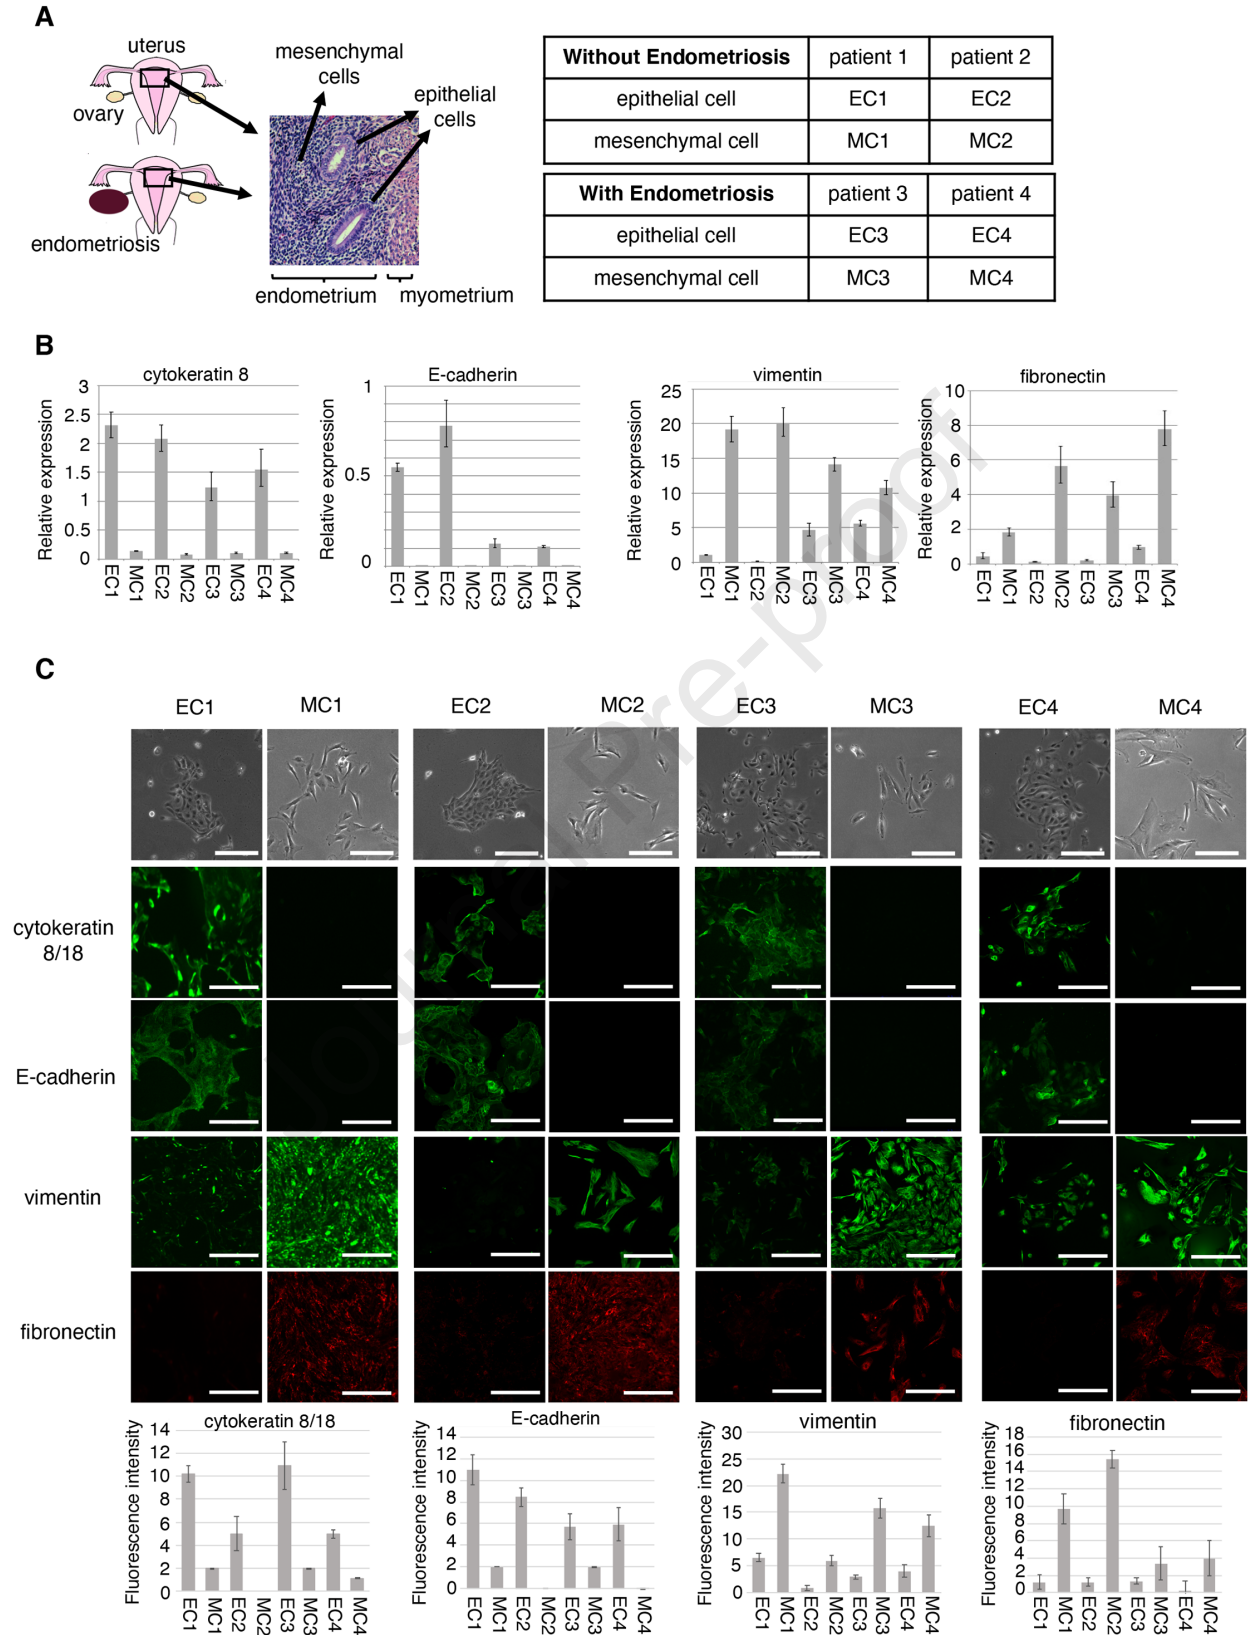 A
uterus
ovary
endometriosis
mesenchymal
cells
epithelial
cells
endometrium
myometrium
Without Endometriosis patient 1 patient 2
epithelial cell EC1 EC2
mesenchymal cell MC1 MC2
With Endometriosis patient 3 patient 4
epithelial cell EC3 EC4
mesenchymal cell MC3 MC4
B
cytokeratin 8
Relative expression
3
2.5
2
1.5
1
0.5
0
EC1 MC1 EC2 MC2 EC3 MC3 EC4 MC4
E-cadherin
Relative expression
1
0.5
0
EC1 MC1 EC2 MC2 EC3 MC3 EC4 MC4
vimentin
Relative expression
25
20
15
10
5
0
EC1 MC1 EC2 MC2 EC3 MC3 EC4 MC4
fibronectin
Relative expression
10
8
6
4
2
0
EC1 MC1 EC2 MC2 EC3 MC3 EC4 MC4
Journal Pre-proof
C
EC1 MC1 EC2 MC2 EC3 MC3 EC4 MC4
cytokeratin
8/18
E-cadherin
vimentin
fibronectin
cytokeratin 8/18
Fluorescence intensity
14
12
10
8
6
4
2
0
EC1 MC1 EC2 MC2 EC3 MC3 EC4 MC4
E-cadherin
Fluorescence intensity
14
12
10
8
6
4
2
0
EC1 MC1 EC2 MC2 EC3 MC3 EC4 MC4
vimentin
Fluorescence intensity
30
25
20
15
10
5
0
EC1 MC1 EC2 MC2 EC3 MC3 EC4 MC4
fibronectin
Fluorescence intensity
18
16
14
12
10
8
6
4
2
0
EC1 MC1 EC2 MC2 EC3 MC3 EC4 MC4